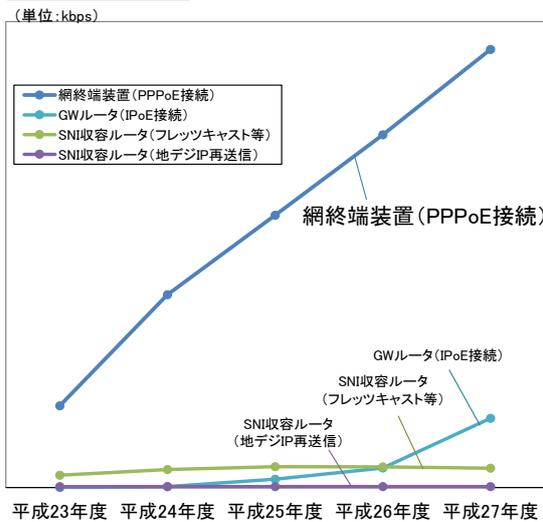 （単位：kbps）
網終端装置（PPPoE接続）
GWルータ（IPoE接続）
SNI収容ルータ（フレッツキャスト等）
SNI収容ルータ（地デジIP再送信）
網終端装置（PPPoE接続）
GWルータ（IPoE接続）
SNI収容ルータ
（フレッツキャスト等）
SNI収容ルータ
（地デジIP再送信）
平成23年度 平成24年度 平成25年度 平成26年度 平成27年度